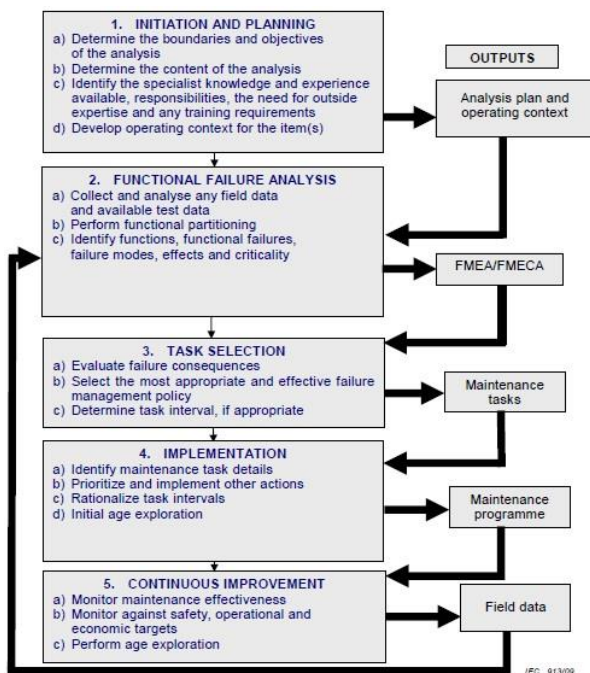 1. INITIATION AND PLANNING
a) Determine the boundaries and objectives
of the analysis
b) Determine the content of the analysis
c) Identify the specialist knowledge and experience
available, responsibilities, the need for outside
expertise and any training requirements
d) Develop operating context for the item(s)
OUTPUTS
Analysis plan and
operating context
2. FUNCTIONAL FAILURE ANALYSIS
a) Collect and analyse any field data
and available test data
b) Perform functional partitioning
c) Identify functions, functional failures,
failure modes, effects and criticality
FMEA/FMECA
3. TASK SELECTION
a) Evaluate failure consequences
b) Select the most appropriate and effective failure
management policy
c) Determine task interval, if appropriate
Maintenance
tasks
4. IMPLEMENTATION
a) Identify maintenance task details
b) Prioritize and implement other actions
c) Rationalize task intervals
d) Initial age exploration
Maintenance
programme
5. CONTINUOUS IMPROVEMENT
a) Monitor maintenance effectiveness
b) Monitor against safety, operational and
economic targets
c) Perform age exploration
Field data
IEC 913/09